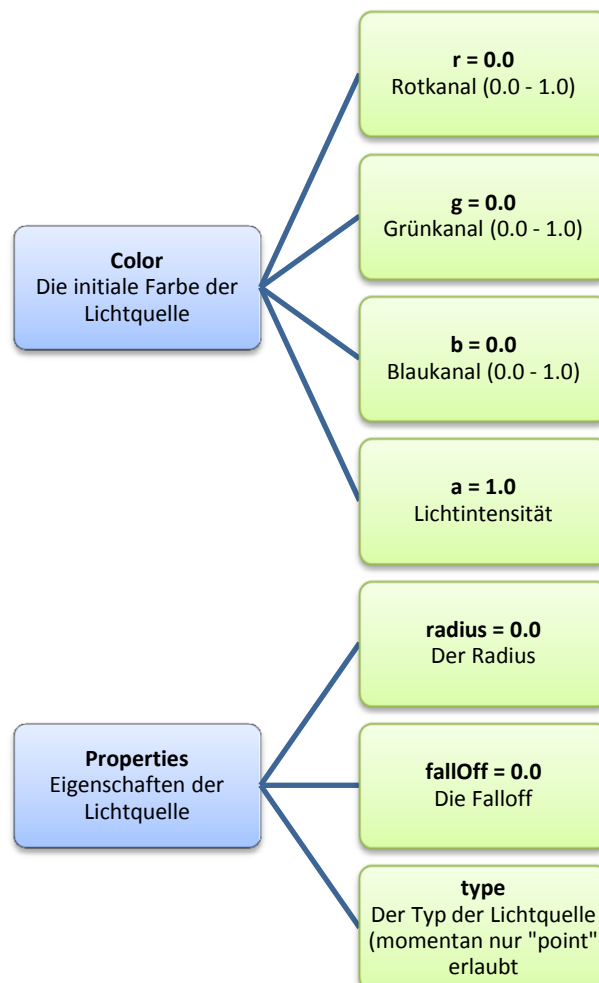 r = 0.0
Rotkanal (0.0 - 1.0)
g = 0.0
Grünkanal (0.0 - 1.0)
Color
Die initiale Farbe der
Lichtquelle
b = 0.0
Blaukanal (0.0 - 1.0)
a = 1.0
Lichtintensität
radius = 0.0
Der Radius
Properties
Eigenschaften der
Lichtquelle
fallOff = 0.0
Die Falloff
type
Der Typ der Lichtquelle
(momentan nur "point"
erlaubt